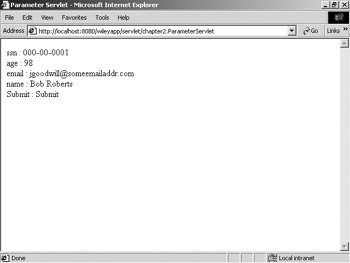 Parameter Servlet - Microsoft Internet Explorer
File Edit View Favorites Tools Help
Address http://localhost:8080/wileyapp/servlet/chapter2.ParameterServlet Go Links »
ssn : 000-00-0001
age : 98
email : jgoodwill@someemailaddr.com
name : Bob Roberts
Submit : Submit
Done Local intranet